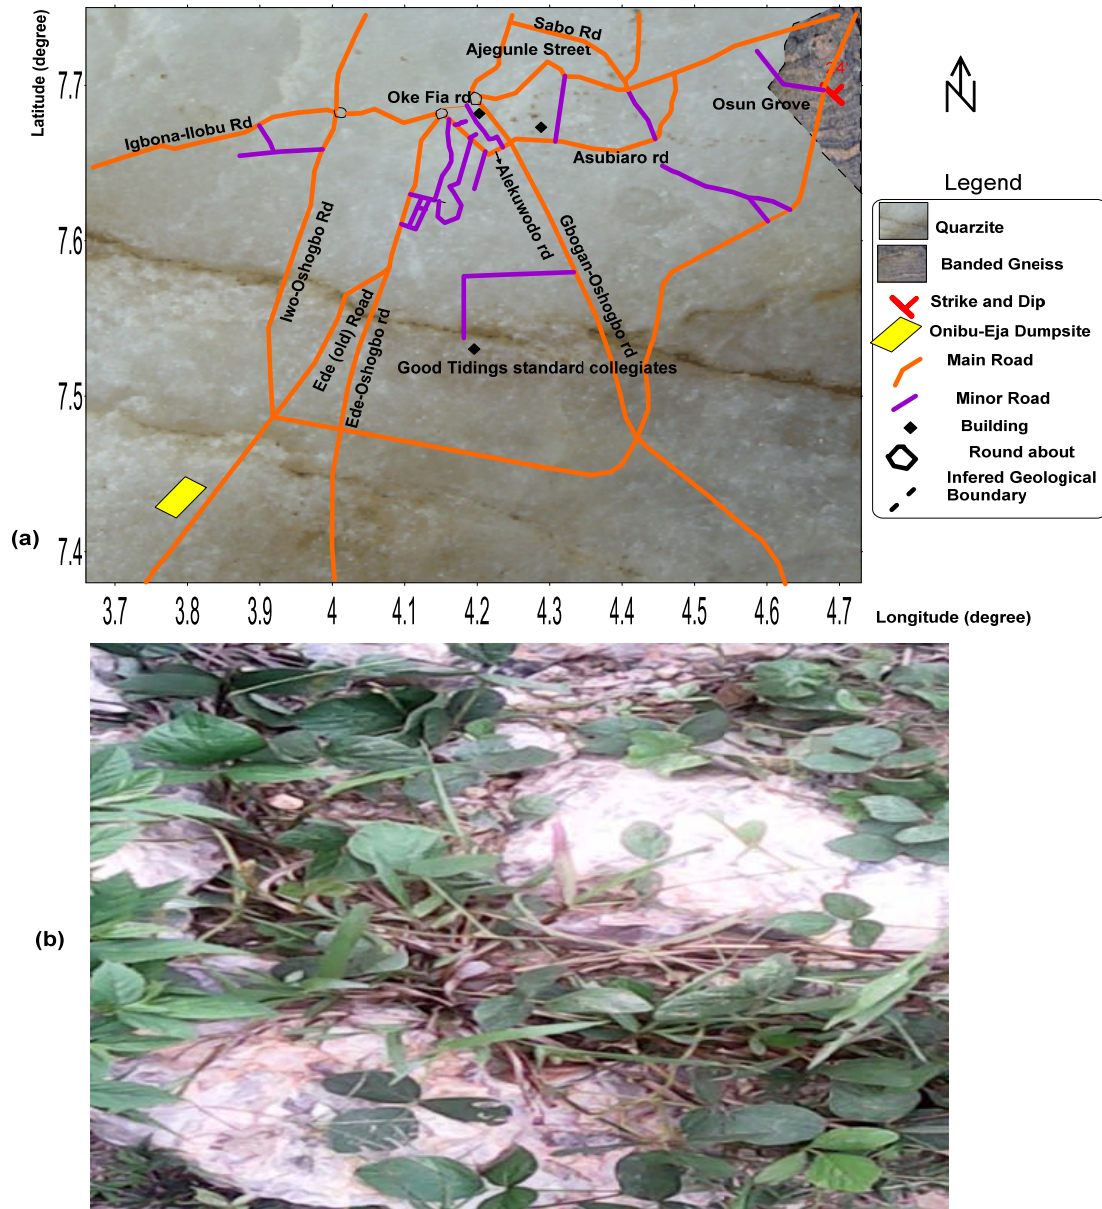 Latitude (degree)
7.7
7.6
7.5
7.4
Sabo Rd
Ajegunle Street
Oke Fia rd
Igbona-Ilobu Rd
24
Osun Grove
Asubiaro rd
Alekuwodo rd
Gbogan-Oshogbo rd
Iwo-Oshogbo Rd
Ede (old) Road
Ede-Oshogbo rd
Good Tidings standard collegiates
(a)
3.7 3.8 3.9 4 4.1 4.2 4.3 4.4 4.5 4.6 4.7
Longitude (degree)
N
Legend
Quarzite
Banded Gneiss
Strike and Dip
Onibu-Eja Dumpsite
Main Road
Minor Road
Building
Round about
Infered Geological
Boundary
(b)